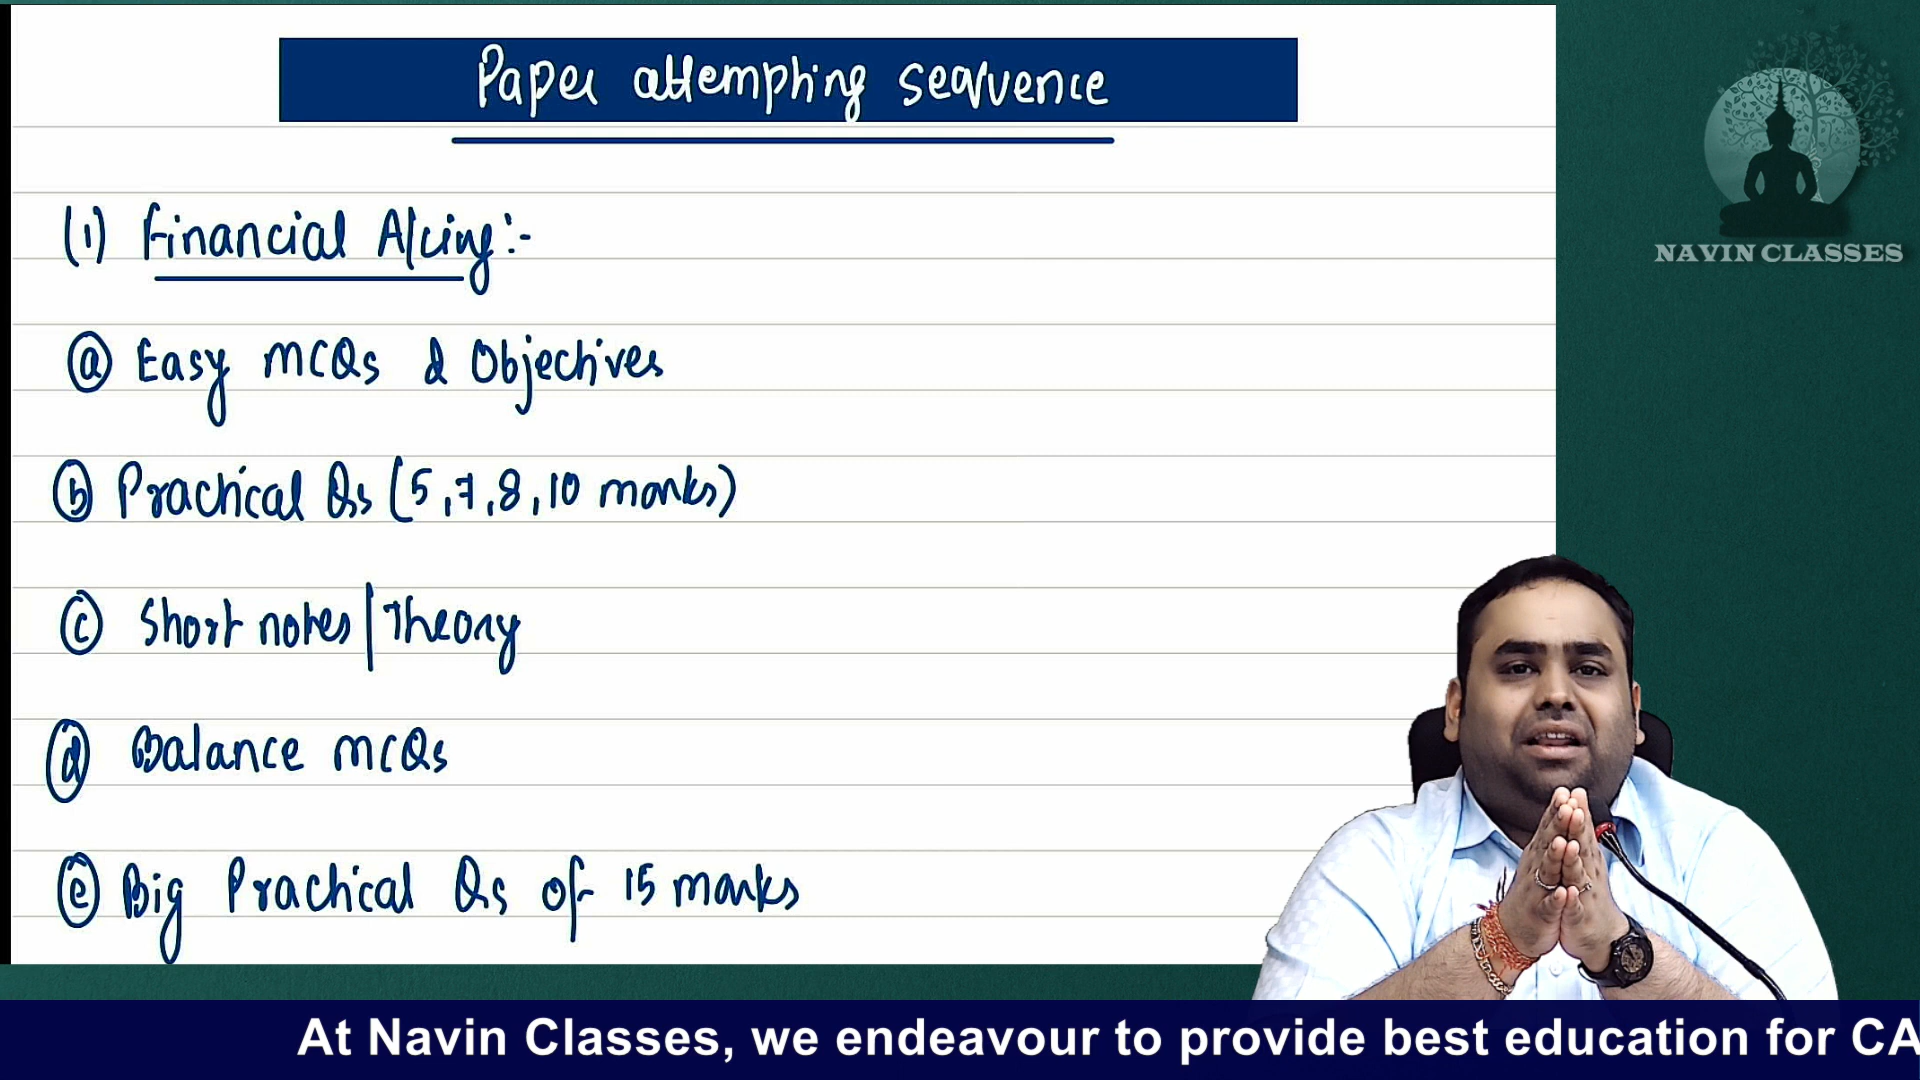 Paper attempting sequence
(1) Financial A/cing:-
(a) Easy MCQs & Objectives
(b) Practical Qs (5,7,8,10 marks)
(c) Short notes/Theory
(d) Balance MCQs
(e) Big Practical Qs of 15 marks
NAVIN CLASSES
At Navin Classes, we endeavour to provide best education for CA